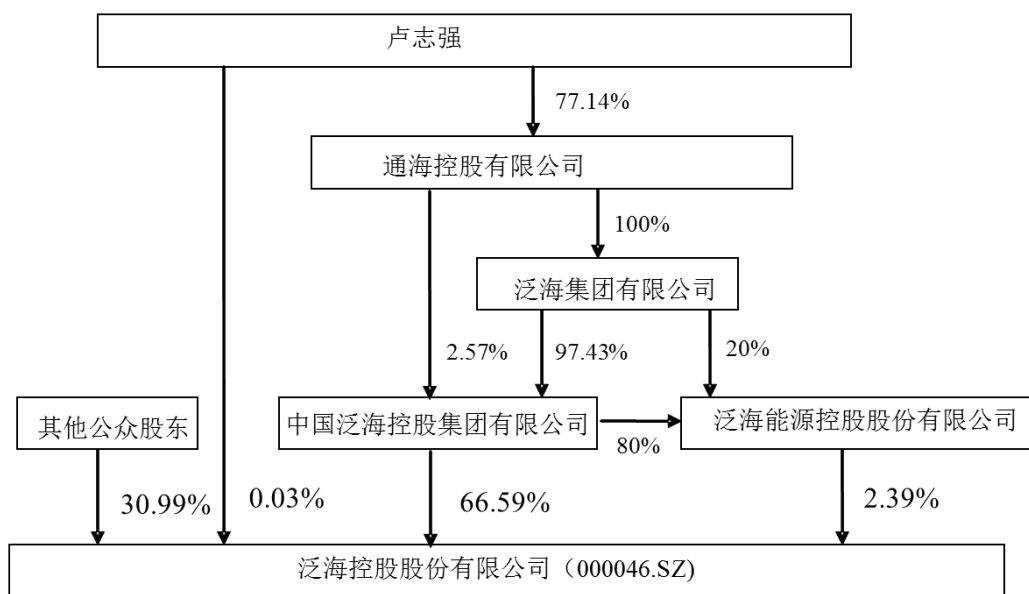 卢志强
77.14%
通海控股有限公司
100%
泛海集团有限公司
2.57%
97.43%
20%
其他公众股东
中国泛海控股集团有限公司
80%
泛海能源控股股份有限公司
30.99%
0.03%
66.59%
2.39%
泛海控股股份有限公司（000046.SZ)